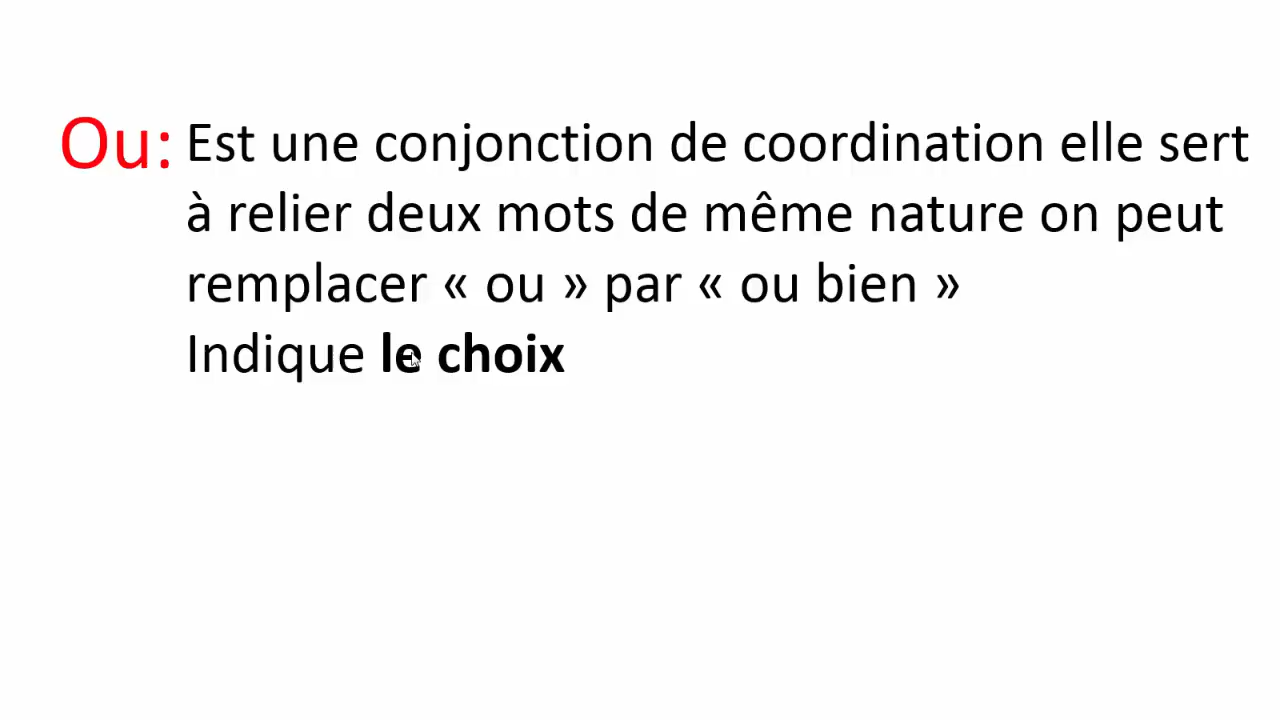 Ou: Est une conjonction de coordination elle sert
à relier deux mots de même nature on peut
remplacer « ou » par « ou bien »
Indique le choix